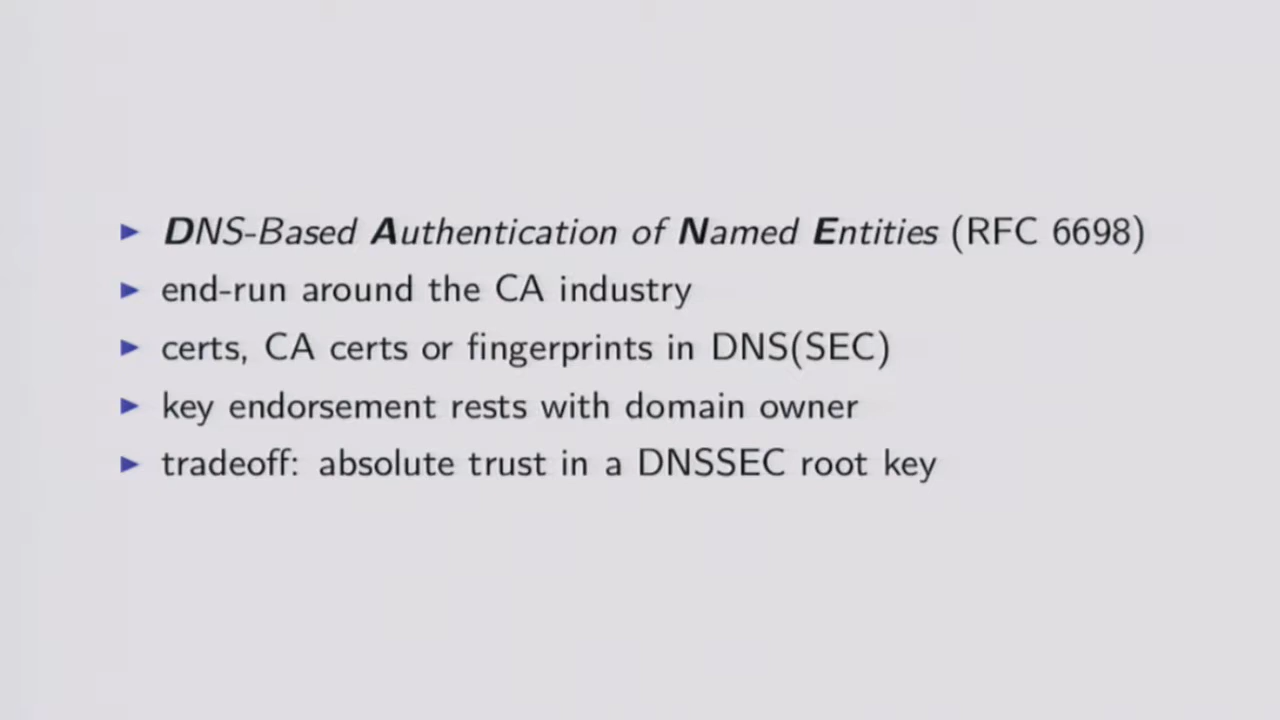 DNS-Based Authentication of Named Entities (RFC 6698)
end-run around the CA industry
certs, CA certs or fingerprints in DNS(SEC)
key endorsement rests with domain owner
tradeoff: absolute trust in a DNSSEC root key